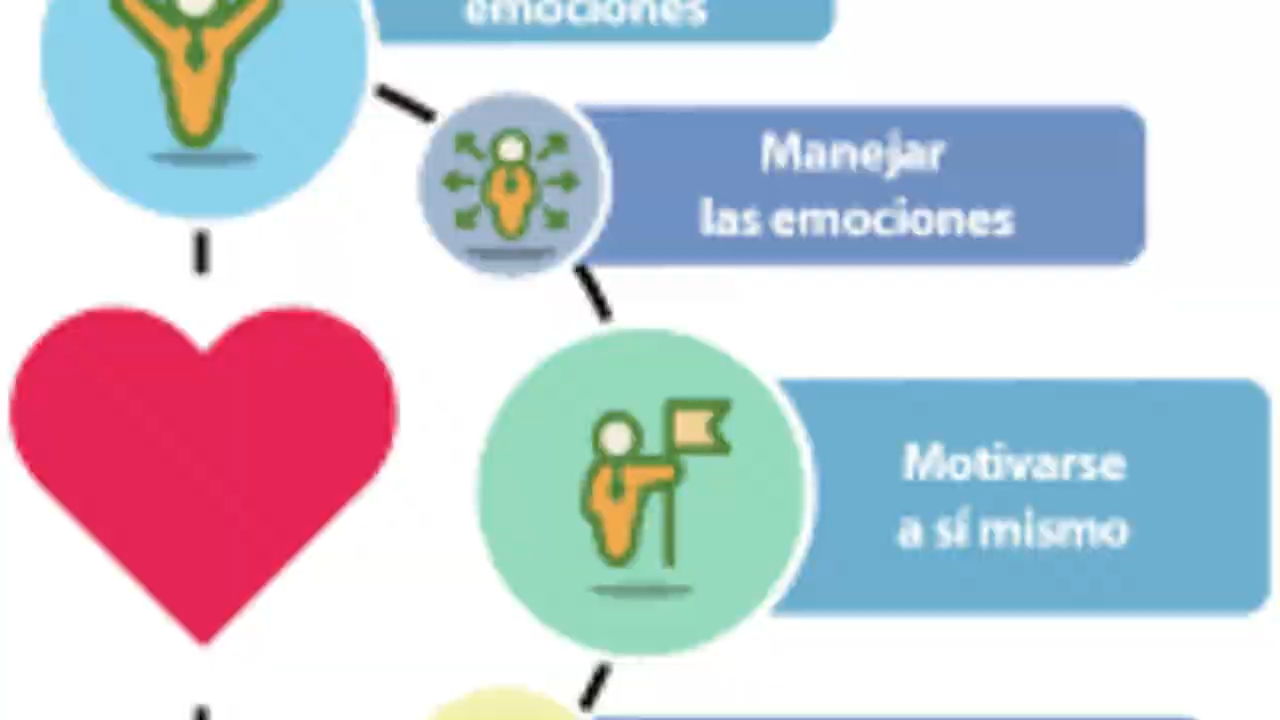 emociones
Manejar
las emociones
Motivarse
a sí mismo